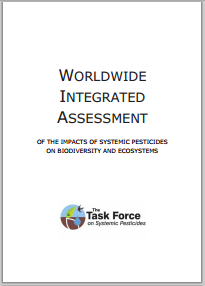 WORLDWIDE
INTEGRATED
ASSESSMENT
OF THE IMPACTS OF SYSTEMIC PESTICIDES
ON BIODIVERSITY AND ECOSYSTEMS
The
Task Force
on Systemic Pesticides